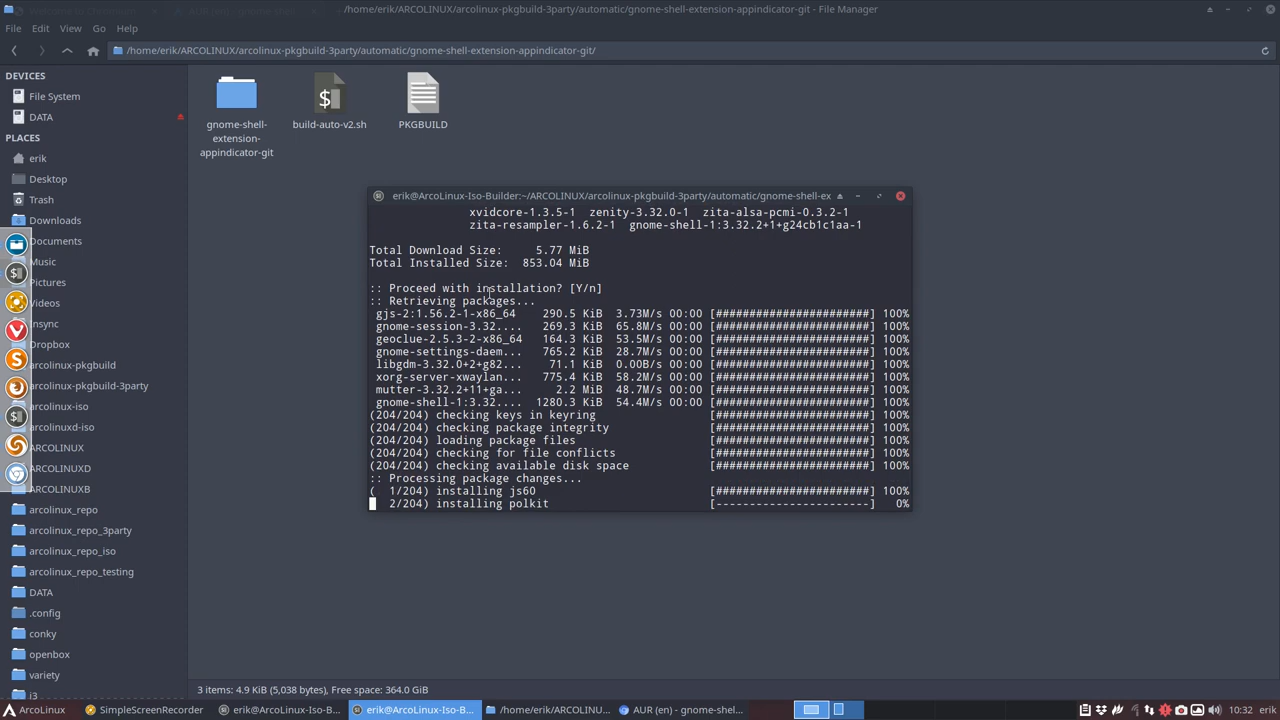 /home/erik/ARCOLINUX/arcolinux-pkgbuild-3party/automatic/gnome-shell-extension-appindicator-git/ - File Manager
File Edit View Go Help
/home/erik/ARCOLINUX/arcolinux-pkgbuild-3party/automatic/gnome-shell-extension-appindicator-git/
DEVICES
File System
DATA
PLACES
erik
Desktop
Trash
Downloads
Documents
Music
Pictures
Videos
Insync
Dropbox
arcolinux-pkgbuild
arcolinux-pkgbuild-3party
arcolinux-iso
arcolinuxd-iso
ARCOLINUX
ARCOLINUXD
ARCOLINUXB
arcolinux_repo
arcolinux_repo_3party
arcolinux_repo_iso
arcolinux_repo_testing
DATA
.config
conky
openbox
variety
i3
gnome-shell-
extension-
appindicator-git
build-auto-v2.sh
PKGBUILD
erik@ArcoLinux-Iso-Builder:~/ARCOLINUX/arcolinux-pkgbuild-3party/automatic/gnome-shell-ex
xvidcore-1.3.5-1 zenity-3.32.0-1 zita-alsa-pcmi-0.3.2-1
zita-resampler-1.6.2-1 gnome-shell-1:3.32.2+1+g24cb1c1aa-1
Total Download Size: 5.77 MiB
Total Installed Size: 853.04 MiB
:: Proceed with installation? [Y/n]
:: Retrieving packages...
gjs-2:1.56.2-1-x86_64 290.5 KiB 3.73M/s 00:00 [######################] 100%
gnome-session-3.32.... 269.3 KiB 65.8M/s 00:00 [######################] 100%
geoclue-2.5.3-2-x86_64 164.3 KiB 53.5M/s 00:00 [######################] 100%
gnome-settings-daem... 765.2 KiB 28.7M/s 00:00 [######################] 100%
libgdm-3.32.0+2+g82... 71.1 KiB 0.00B/s 00:00 [######################] 100%
xorg-server-xwaylan... 775.4 KiB 58.2M/s 00:00 [######################] 100%
mutter-3.32.2+11+ga... 2.2 MiB 48.7M/s 00:00 [######################] 100%
gnome-shell-1:3.32.... 1280.3 KiB 54.4M/s 00:00 [######################] 100%
(204/204) checking keys in keyring [######################] 100%
(204/204) checking package integrity [######################] 100%
(204/204) loading package files [######################] 100%
(204/204) checking for file conflicts [######################] 100%
(204/204) checking available disk space [######################] 100%
:: Processing package changes...
( 1/204) installing js60 [######################] 100%
2/204) installing polkit [----------------------] 0%
3 items: 4.9 KiB (5,038 bytes), Free space: 364.0 GiB
ArcoLinux SimpleScreenRecorder erik@ArcoLinux-Iso-B... erik@ArcoLinux-Iso-B... /home/erik/ARCOLINU... AUR (en) - gnome-sh... 10:32 erik